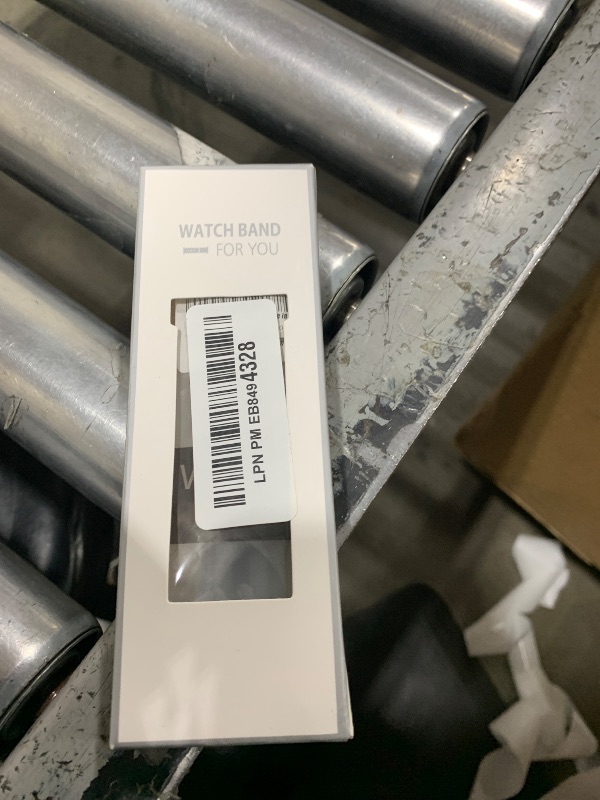 WATCH BAND
FOR YOU
LPN PM EB8494328